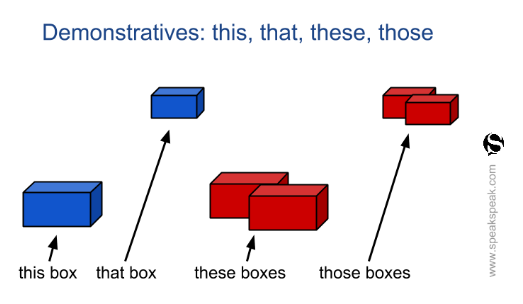 Demonstratives: this, that, these, those
this box
that box
these boxes
those boxes
www.speakspeak.com
S